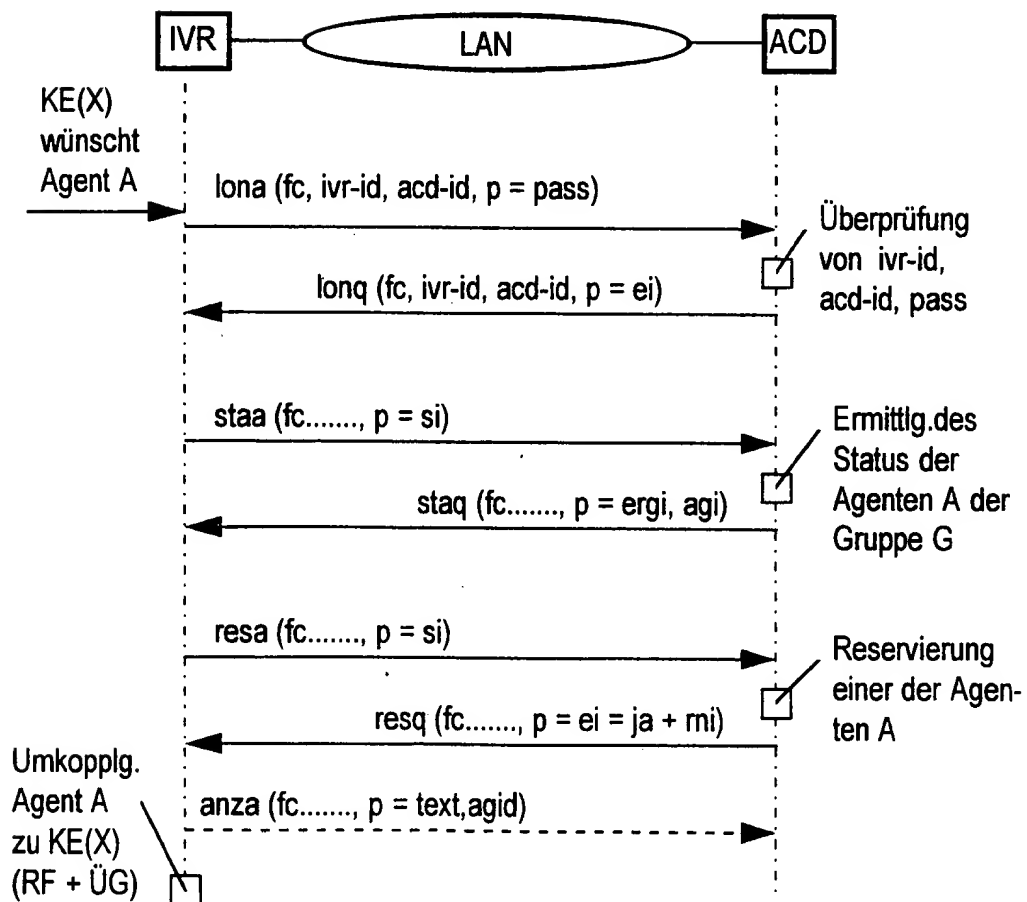 IVR
LAN
ACD
KE(X)
wünscht
Agent A
lona (fc, ivr-id, acd-id, p = pass)
Überprüfung
von ivr-id,
acd-id, pass
lonq (fc, ivr-id, acd-id, p = ei)
staa (fc......., p = si)
Ermittlg.des
Status der
Agenten A der
Gruppe G
staq (fc......., p = ergi, agi)
resa (fc......., p = si)
Reservierung
einer der Agen-
ten A
resq (fc......., p = ei = ja + rni)
Umkopplg.
Agent A
zu KE(X)
(RF + ÜG)
anza (fc......., p = text,agid)